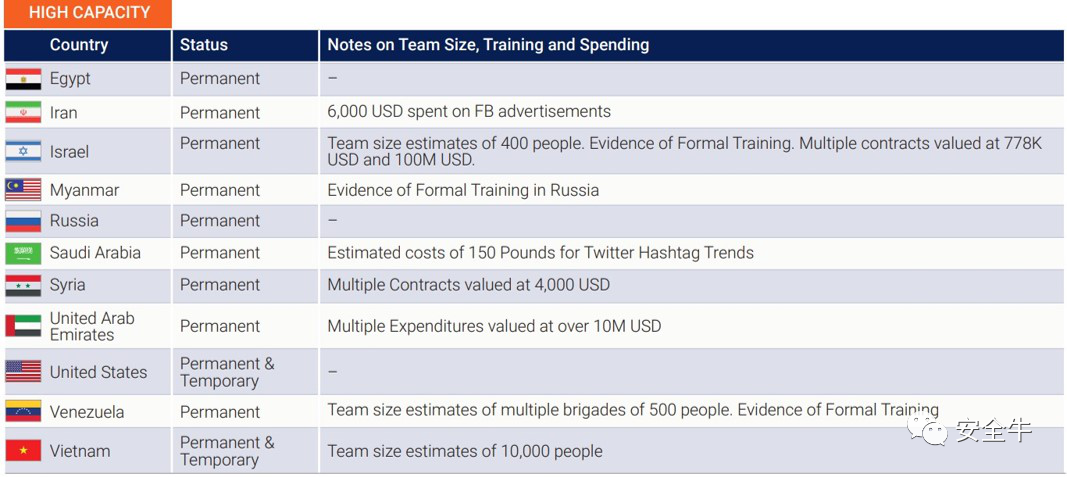 HIGH CAPACITY
Country Status Notes on Team Size, Training and Spending
Egypt Permanent –
Iran Permanent 6,000 USD spent on FB advertisements
Israel Permanent Team size estimates of 400 people. Evidence of Formal Training. Multiple contracts valued at 778K
USD and 100M USD.
Myanmar Permanent Evidence of Formal Training in Russia
Russia Permanent –
Saudi Arabia Permanent Estimated costs of 150 Pounds for Twitter Hashtag Trends
Syria Permanent Multiple Contracts valued at 4,000 USD
United Arab
Emirates Permanent Multiple Expenditures valued at over 10M USD
United States Permanent &
Temporary –
Venezuela Permanent Team size estimates of multiple brigades of 500 people. Evidence of Formal Training
Vietnam Permanent &
Temporary Team size estimates of 10,000 people
安全牛